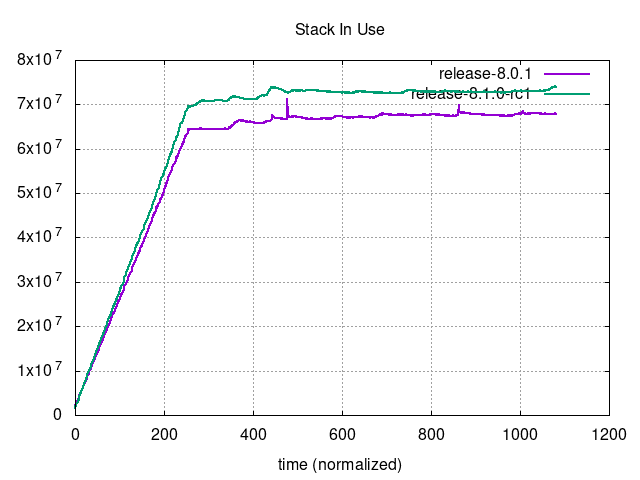 Stack In Use
8x10 7
7x10 7
6x10 7
5x10 7
4x10 7
3x10 7
2x10 7
1x10 7
0
release-8.0.1
release-8.1.0-rc1
0 200 400 600 800 1000 1200
time (normalized)